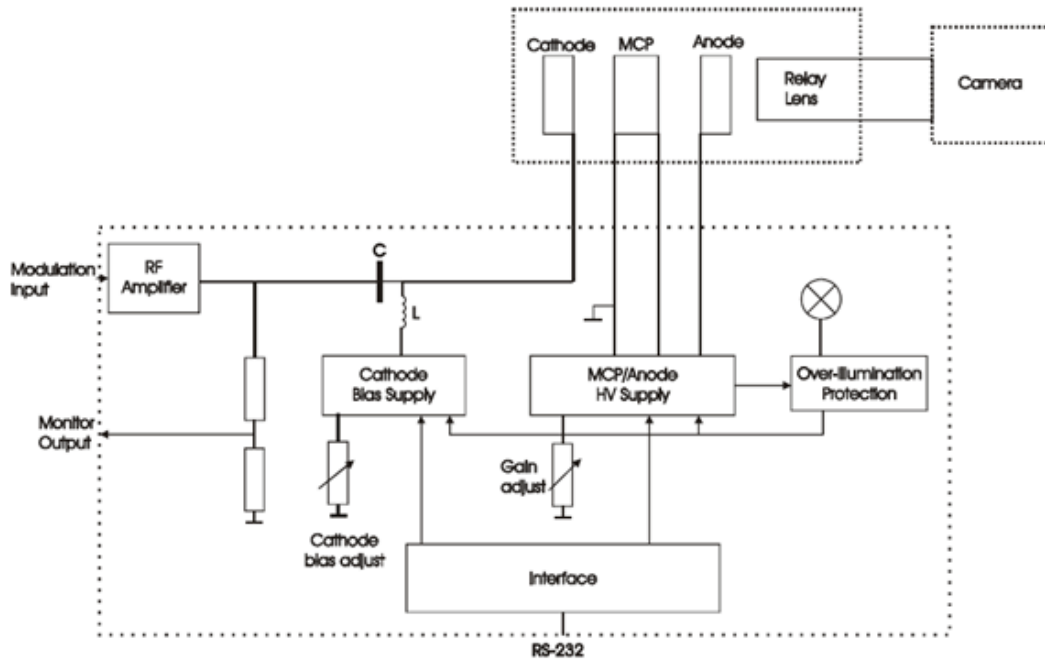 Cathode
MCP
Anode
Relay
Lens
Camera
Modulation
Input
RF
Amplifier
C
L
Cathode
Bias Supply
MCP/Anode
HV Supply
Over-Illumination
Protection
Monitor
Output
Gain
adjust
Cathode
bias adjust
Interface
RS-232